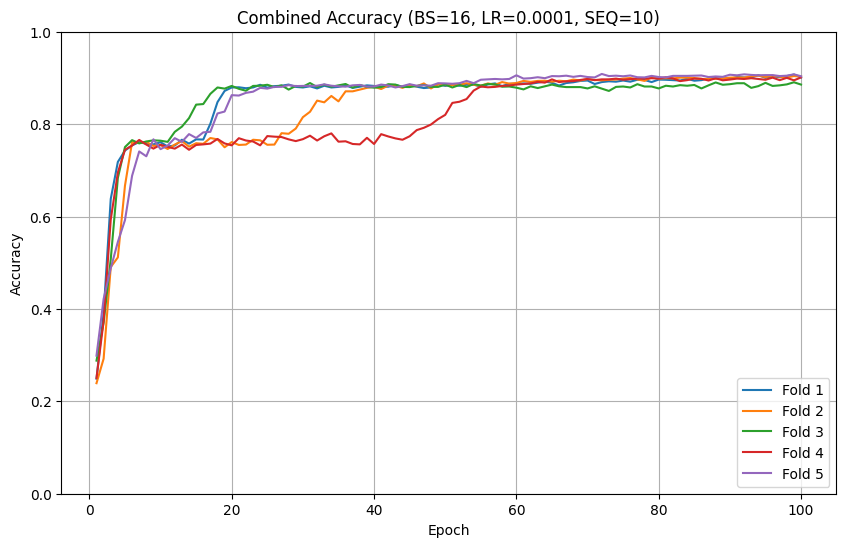 Combined Accuracy (BS=16, LR=0.0001, SEQ=10)
Accuracy
1.0
0.8
0.6
0.4
0.2
0.0
0 20 40 60 80 100
Epoch
Fold 1
Fold 2
Fold 3
Fold 4
Fold 5